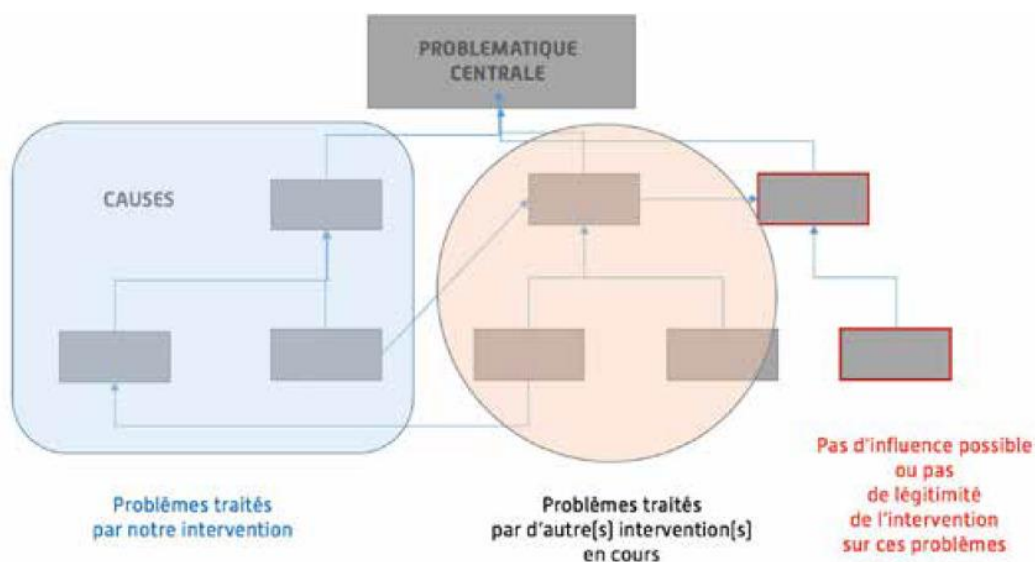 PROBLEMATIQUE
CENTRALE
CAUSES
Problèmes traités
par notre intervention
Problèmes traités
par d'autre[s] intervention[s]
en cours
Pas d'influence possible
ou pas
de légitimité
de l'intervention
sur ces problèmes